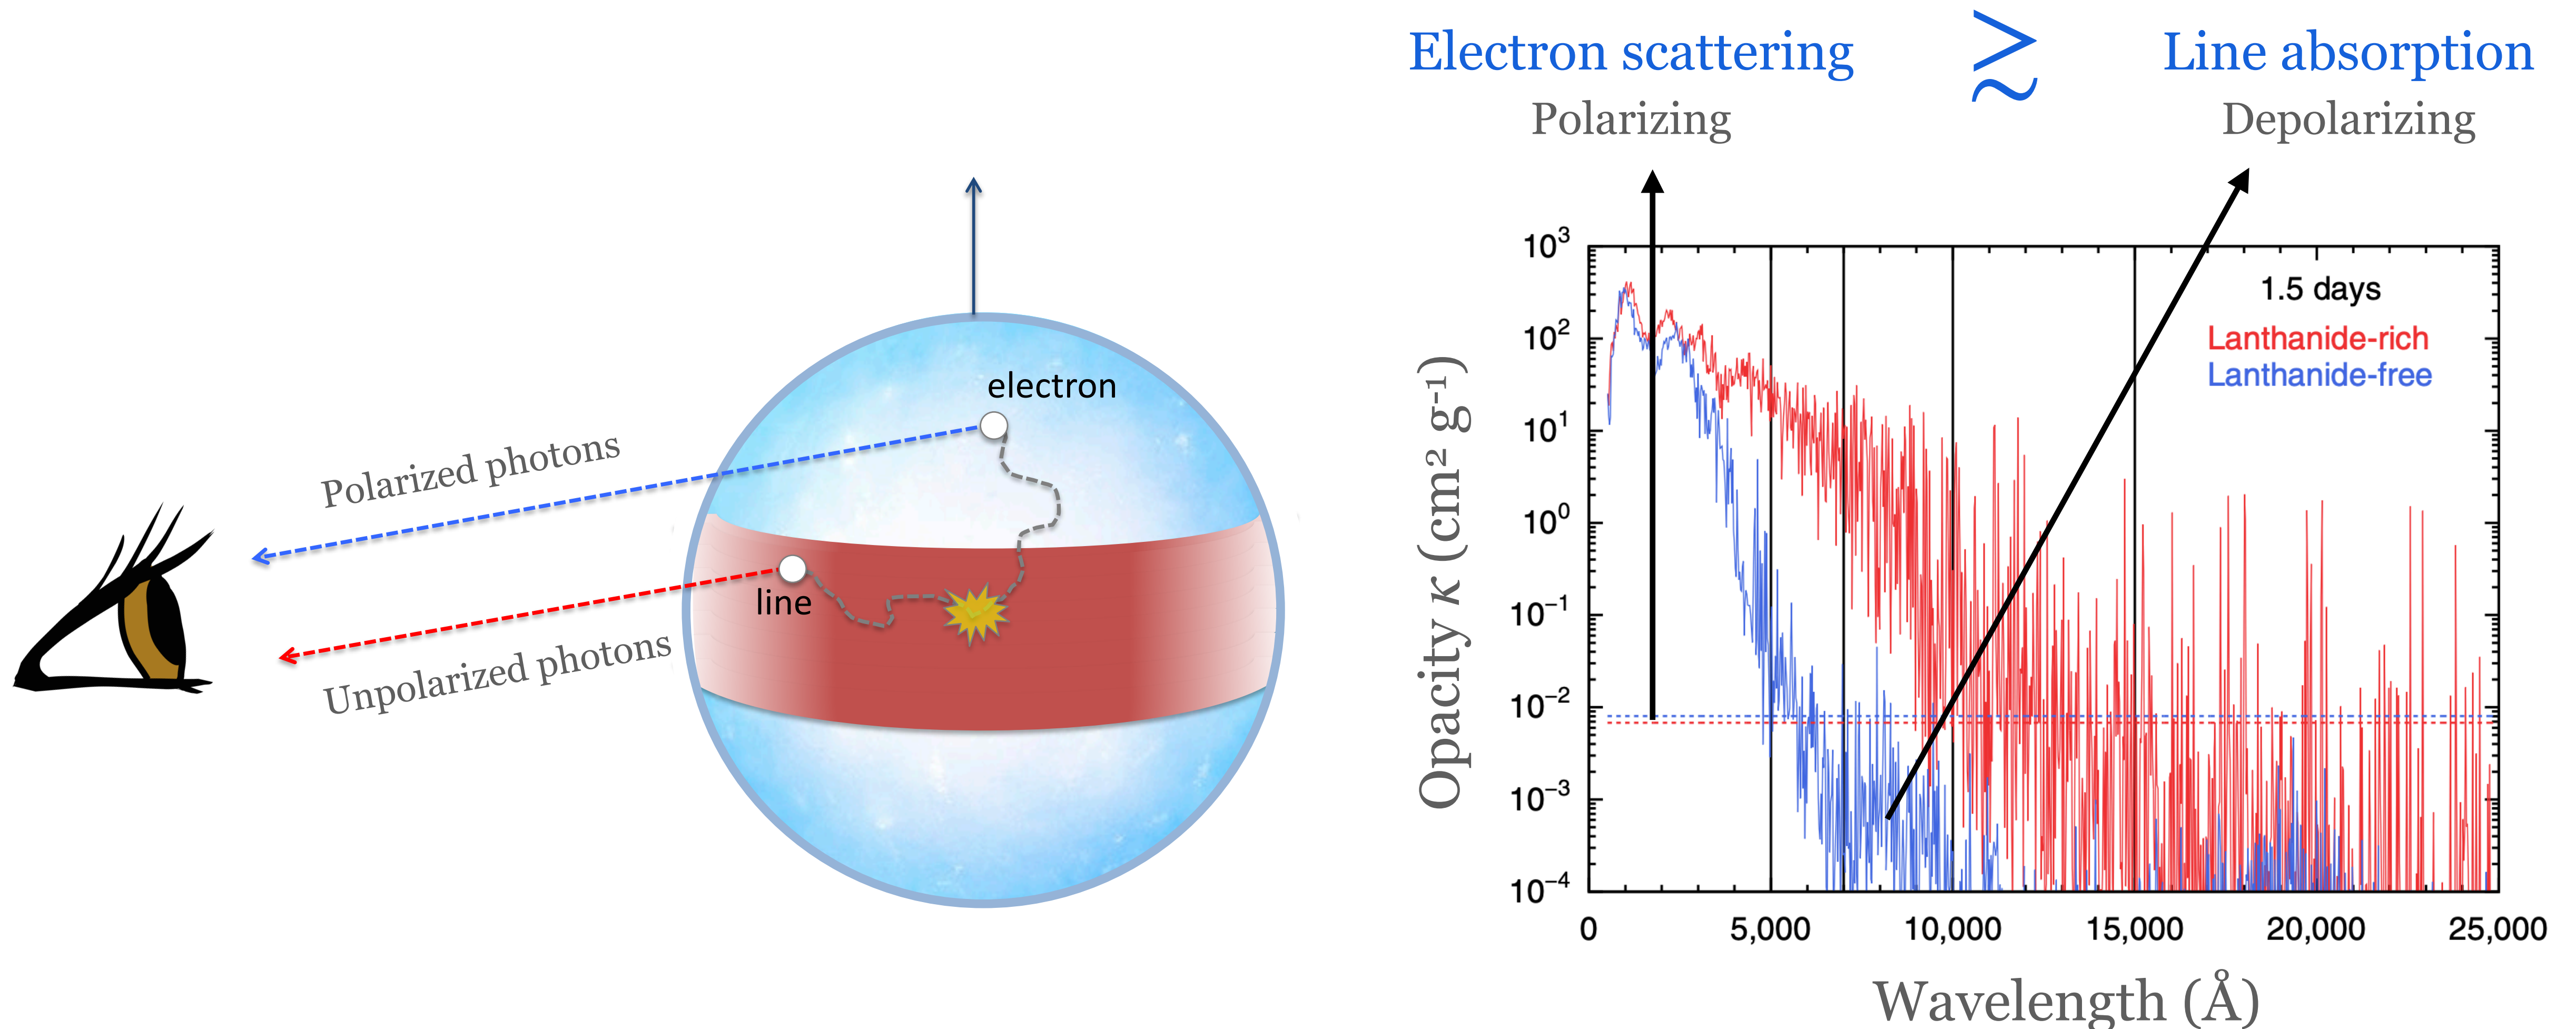 Electron scattering ≳ Line absorption
Polarizing
Depolarizing
electron
Polarized photons
line
Unpolarized photons
1.5 days
Lanthanide-rich
Lanthanide-free
Opacity κ (cm² g⁻¹)
10³
10²
10¹
10⁰
10⁻¹
10⁻²
10⁻³
10⁻⁴
0 5,000 10,000 15,000 20,000 25,000
Wavelength (Å)